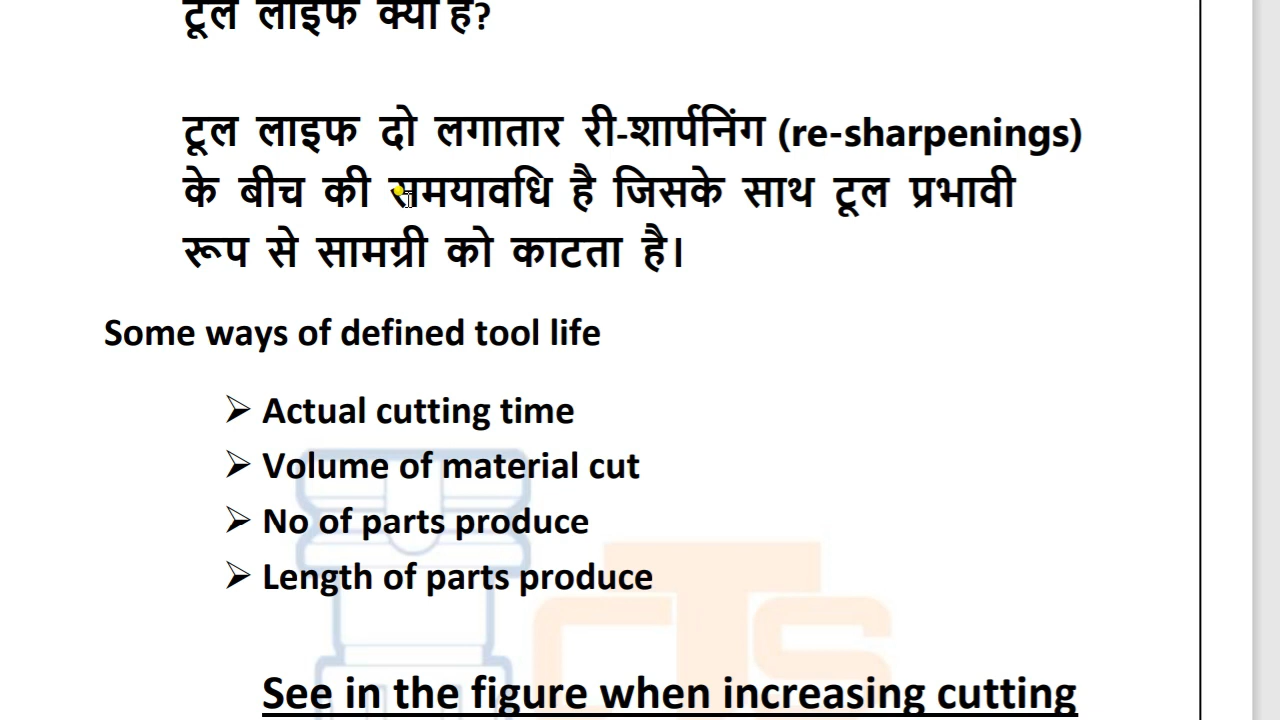 टूल लाइफ क्या है?
टूल लाइफ दो लगातार री-शार्पनिंग (re-sharpenings)
के बीच की समयावधि है जिसके साथ टूल प्रभावी
रूप से सामग्री को काटता है।
Some ways of defined tool life
➢ Actual cutting time
➢ Volume of material cut
➢ No of parts produce
➢ Length of parts produce
CTS
See in the figure when increasing cutting